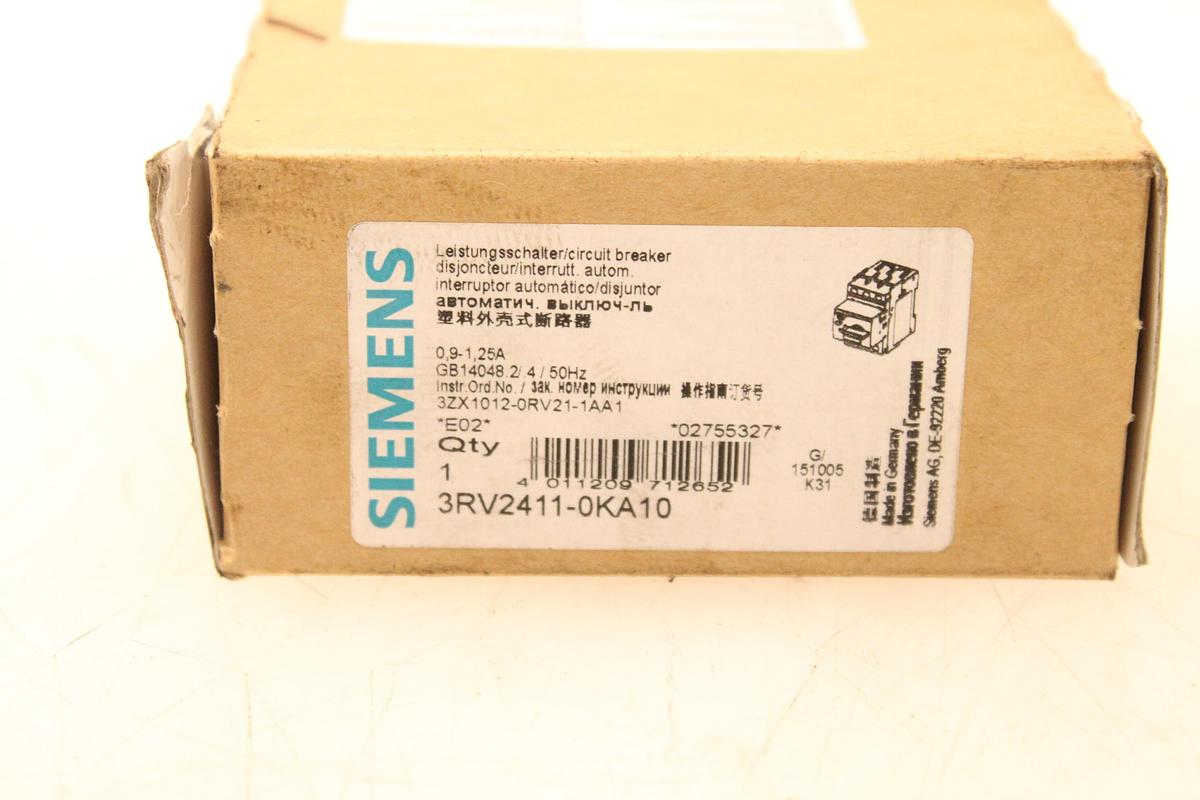 SIEMENS
Leistungsschalter/circuit breaker
disjoncteur/interrutt. autom.
interruptor automático/disjuntor
автоматич. выключ-ль
塑料外壳式断路器
0,9-1,25A
GB14048.2/.4 / 50Hz
Instr.Ord.No. / зак. номер инструкции 操作指南订货号
3ZX1012-0RV21-1AA1
*E02* *02755327*
Qty
1
4 011209 712652
3RV2411-0KA10
G/
151005
K31
德国制造
Made in Germany
Изготовлено в Германии
Siemens AG, DE-92220 Amberg